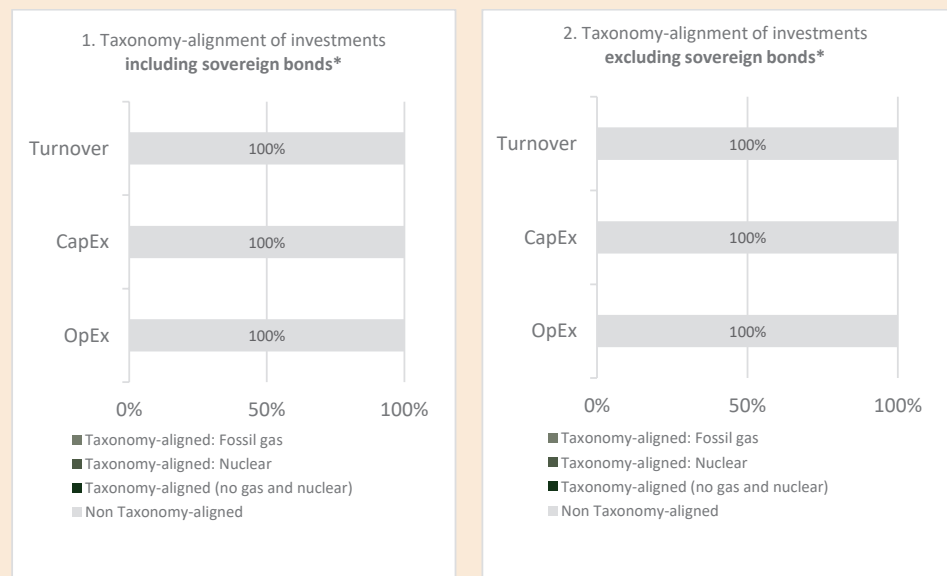 1. Taxonomy-alignment of investments
including sovereign bonds*
Turnover
100%
CapEx
100%
OpEx
100%
0%
50%
100%
Taxonomy-aligned: Fossil gas
Taxonomy-aligned: Nuclear
Taxonomy-aligned (no gas and nuclear)
Non Taxonomy-aligned
2. Taxonomy-alignment of investments
excluding sovereign bonds*
Turnover
100%
CapEx
100%
OpEx
100%
0%
50%
100%
Taxonomy-aligned: Fossil gas
Taxonomy-aligned: Nuclear
Taxonomy-aligned (no gas and nuclear)
Non Taxonomy-aligned